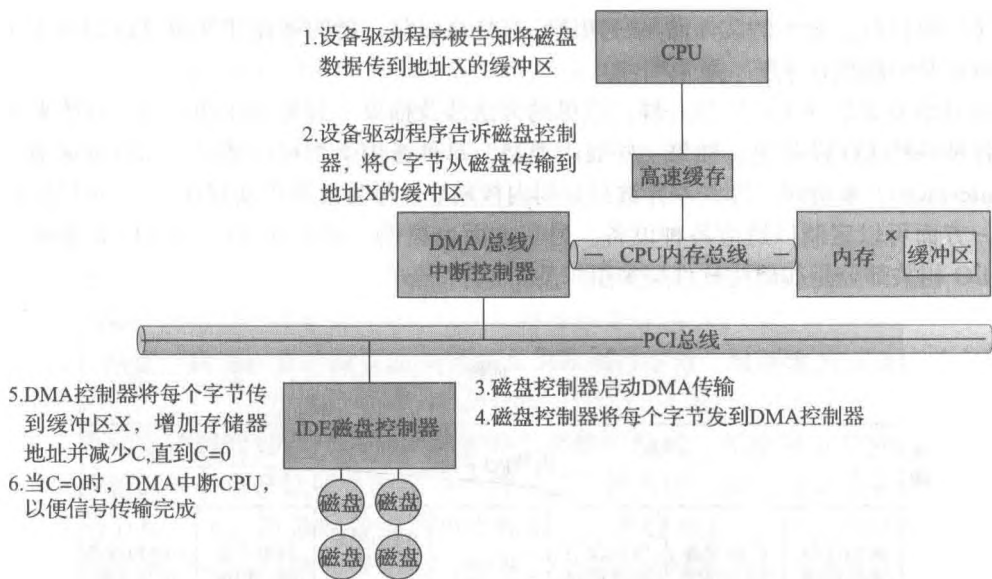 1.设备驱动程序被告知将磁盘
数据传到地址X的缓冲区
CPU
2.设备驱动程序告诉磁盘控制
器，将C 字节从磁盘传输到
地址X的缓冲区
高速缓存
DMA/总线/
中断控制器
CPU内存总线
内存
×
缓冲区
PCI总线
5.DMA控制器将每个字节传
到缓冲区X，增加存储器
地址并减少C,直到C=0
6.当C=0时，DMA中断CPU，
以便信号传输完成
IDE磁盘控制器
3.磁盘控制器启动DMA传输
4.磁盘控制器将每个字节发到DMA控制器
磁盘
磁盘
磁盘
磁盘